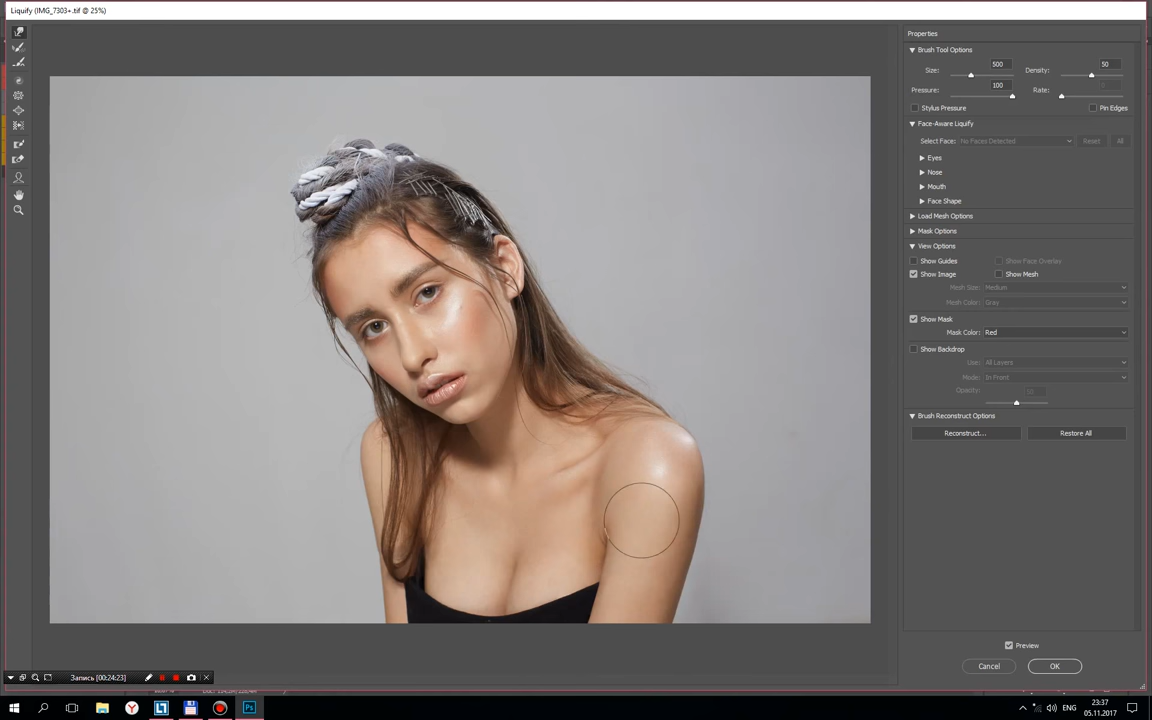 Liquify (IMG_7303+.tif @ 25%)
Properties
Brush Tool Options
Size: 500 Density: 50
Pressure: 100 Rate: 0
Stylus Pressure Pin Edges
Face-Aware Liquify
Select Face: No Faces Detected Reset All
Eyes
Nose
Mouth
Face Shape
Load Mesh Options
Mask Options
View Options
Show Guides Show Face Overlay
Show Image Show Mesh
Mesh Size: Medium
Mesh Color: Gray
Show Mask
Mask Color: Red
Show Backdrop
Use: All Layers
Mode: In Front
Opacity:
Brush Reconstruct Options
Reconstruct... Restore All
Preview
Cancel OK
Запись [00:24:23]
ENG
23:37
05.11.2017